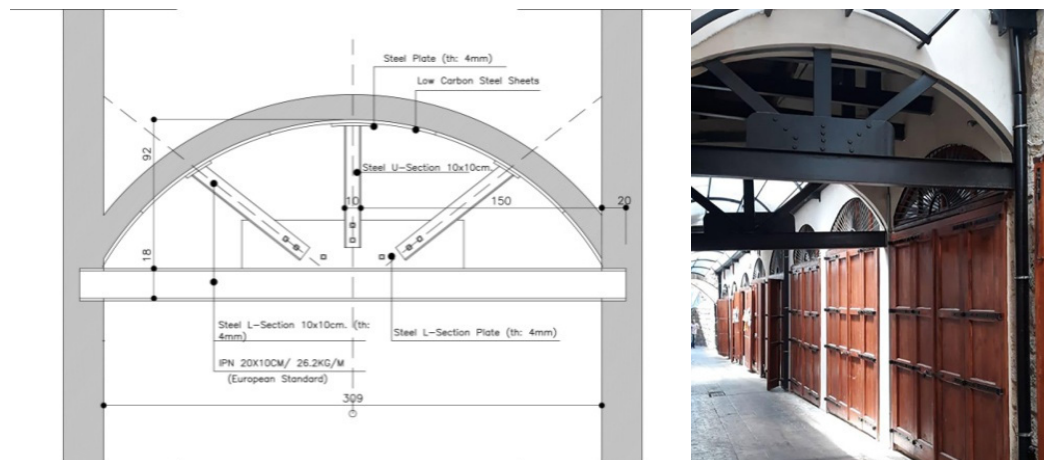 Steel Plate (th: 4mm)
Low Carbon Steel Sheets
92
Steel U-Section 10x10cm.
10
150
20
18
Steel L-Section 10x10cm. (th:
4mm)
Steel L-Section Plate (th: 4mm)
IPN 20X10CM/ 26.2KG/M
(European Standard)
309